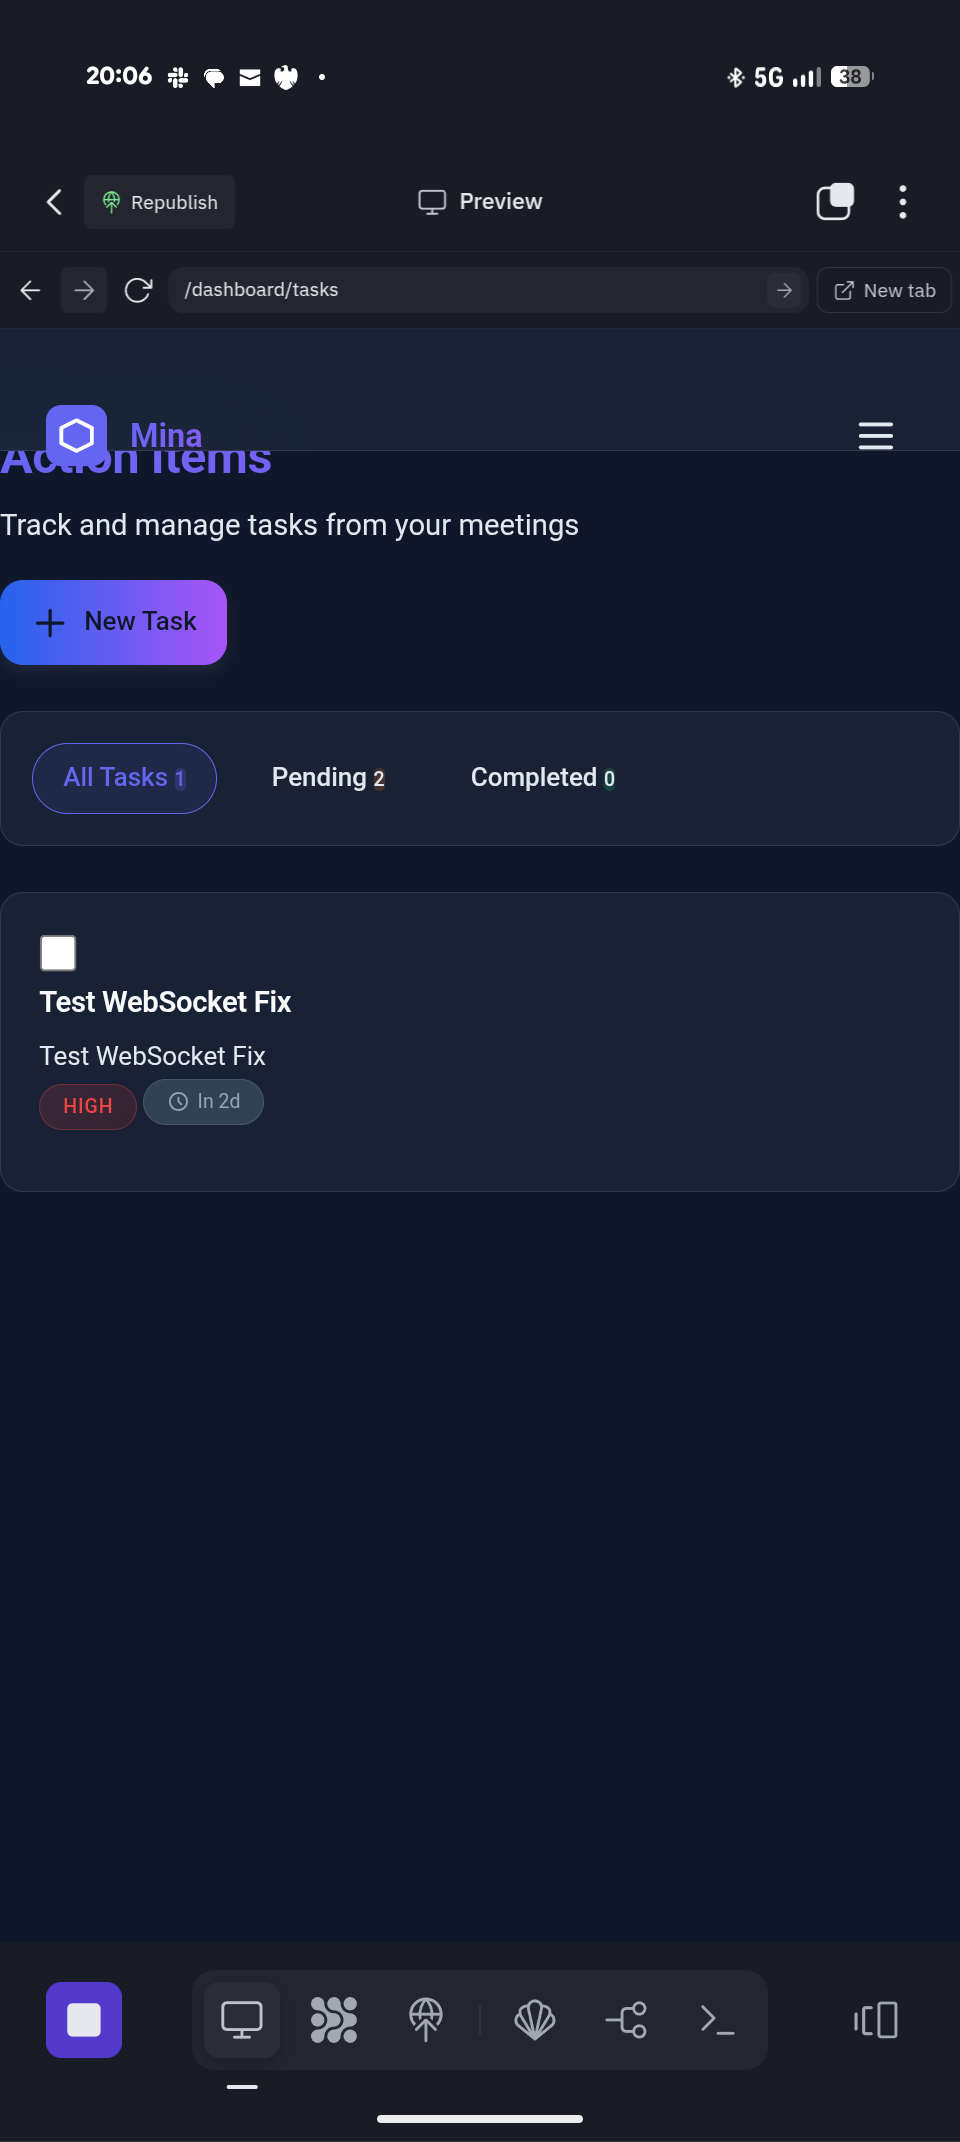 20:06
5G
38
Republish
Preview
/dashboard/tasks
New tab
Mina
Action Items
Track and manage tasks from your meetings
New Task
All Tasks 1
Pending 2
Completed 0
Test WebSocket Fix
Test WebSocket Fix
HIGH
In 2d